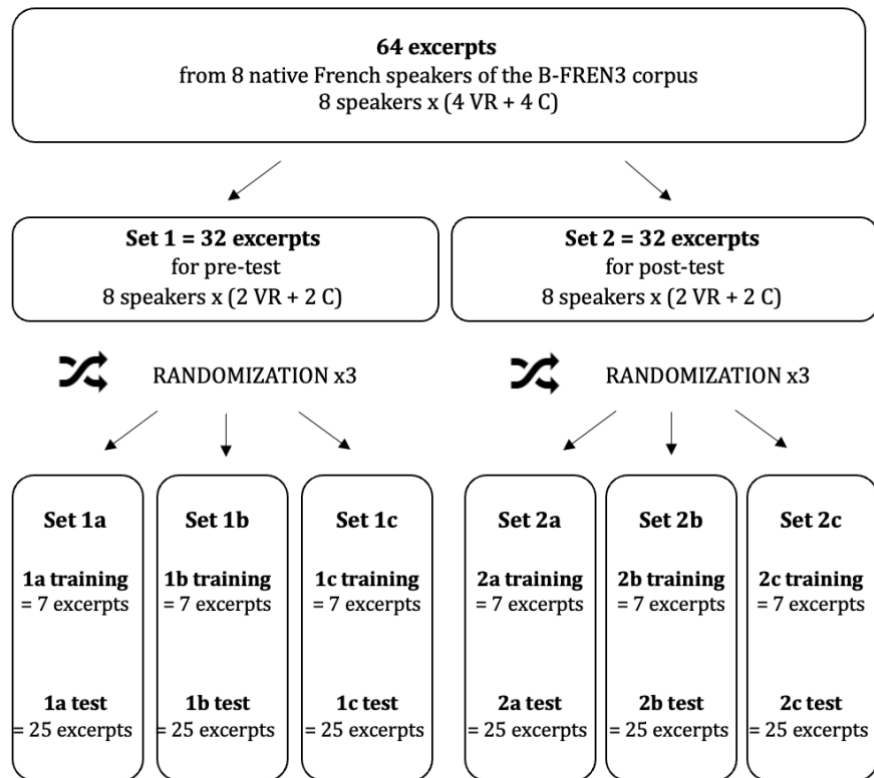 64 excerpts
from 8 native French speakers of the B-FREN3 corpus
8 speakers x (4 VR + 4 C)
Set 1 = 32 excerpts
for pre-test
8 speakers x (2 VR + 2 C)
Set 2 = 32 excerpts
for post-test
8 speakers x (2 VR + 2 C)
RANDOMIZATION x3
RANDOMIZATION x3
Set 1a
1a training
= 7 excerpts
1a test
= 25 excerpts
Set 1b
1b training
= 7 excerpts
1b test
= 25 excerpts
Set 1c
1c training
= 7 excerpts
1c test
= 25 excerpts
Set 2a
2a training
= 7 excerpts
2a test
= 25 excerpts
Set 2b
2b training
= 7 excerpts
2b test
= 25 excerpts
Set 2c
2c training
= 7 excerpts
2c test
= 25 excerpts